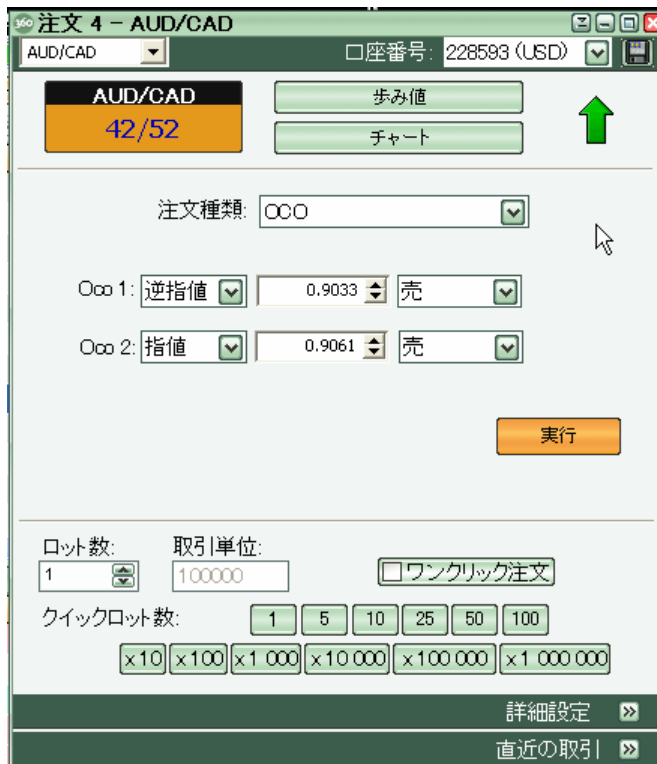 360 注文 4 - AUD/CAD
AUD/CAD 口座番号: 228593 (USD)
AUD/CAD
42/52
歩み値
チャート
注文種類: OCO
Oco 1: 逆指値 0.9033 売
Oco 2: 指値 0.9061 売
実行
ロット数: 取引単位:
1 100000 ワンクリック注文
クイックロット数: 1 5 10 25 50 100
x10 x100 x1 000 x10 000 x100 000 x1 000 000
詳細設定
直近の取引